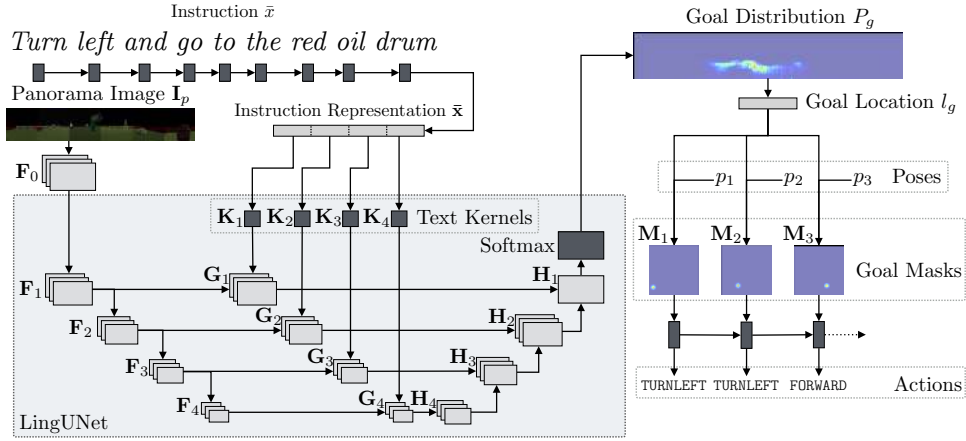 Instruction x̄
Turn left and go to the red oil drum
Panorama Image I_p
Instruction Representation x̄
F_0
K_1 K_2 K_3 K_4 Text Kernels
Softmax
F_1 G_1 H_1
F_2 G_2 H_2
F_3 G_3 H_3
F_4 G_4 H_4
LingUNet
Goal Distribution P_g
Goal Location l_g
p_1 p_2 p_3 Poses
M_1 M_2 M_3
Goal Masks
TURNLEFT TURNLEFT FORWARD Actions